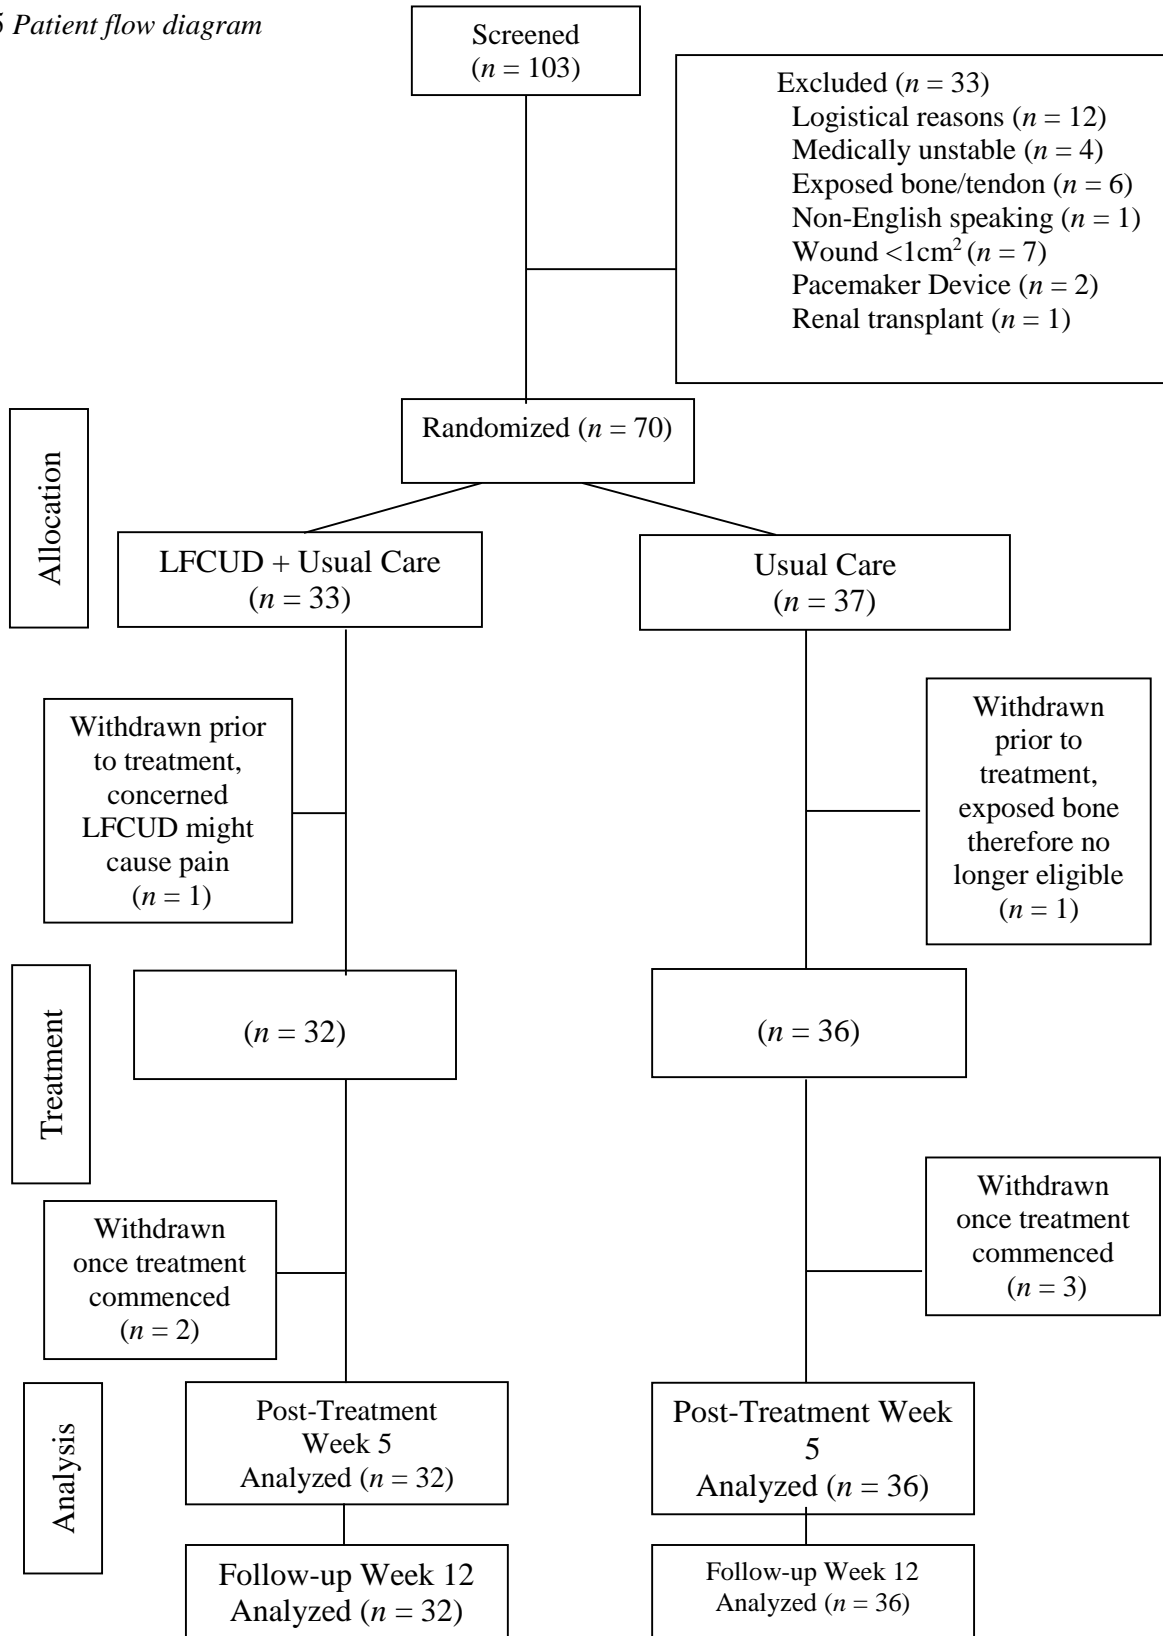 5 Patient flow diagram
Screened
(n = 103)
Excluded (n = 33)
Logistical reasons (n = 12)
Medically unstable (n = 4)
Exposed bone/tendon (n = 6)
Non-English speaking (n = 1)
Wound <1cm² (n = 7)
Pacemaker Device (n = 2)
Renal transplant (n = 1)
Randomized (n = 70)
Allocation
LFCUD + Usual Care
(n = 33)
Usual Care
(n = 37)
Withdrawn prior
to treatment,
concerned
LFCUD might
cause pain
(n = 1)
Withdrawn
prior to
treatment,
exposed bone
therefore no
longer eligible
(n = 1)
Treatment
(n = 32)
(n = 36)
Withdrawn
once treatment
commenced
(n = 2)
Withdrawn
once treatment
commenced
(n = 3)
Analysis
Post-Treatment
Week 5
Analyzed (n = 32)
Post-Treatment Week
5
Analyzed (n = 36)
Follow-up Week 12
Analyzed (n = 32)
Follow-up Week 12
Analyzed (n = 36)